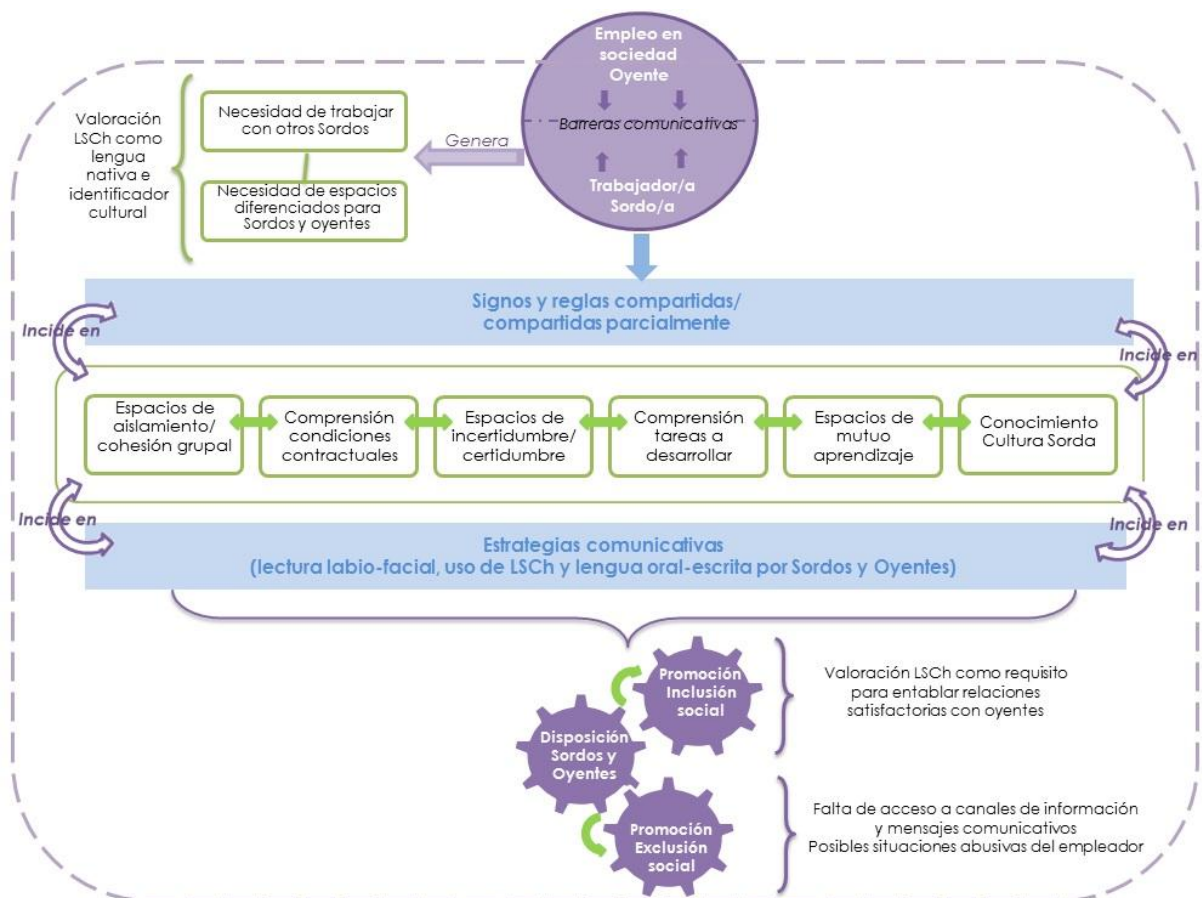 Empleo en
sociedad
Oyente
Barreras comunicativas
Trabajador/a
Sordo/a
Genera
Necesidad de trabajar
con otros Sordos
Necesidad de espacios
diferenciados para
Sordos y oyentes
Valoración
LSCh como
lengua
nativa e
identificador
cultural
Signos y reglas compartidas/
compartidas parcialmente
Incide en
Incide en
Espacios de
aislamiento/
cohesión grupal
Comprensión
condiciones
contractuales
Espacios de
incertidumbre/
certidumbre
Comprensión
tareas a
desarrollar
Espacios de
mutuo
aprendizaje
Conocimiento
Cultura Sorda
Incide en
Incide en
Estrategias comunicativas
(lectura labio-facial, uso de LSCh y lengua oral-escrita por Sordos y Oyentes)
Promoción
Inclusión
social
Valoración LSCh como requisito
para entablar relaciones
satisfactorias con oyentes
Disposición
Sordos y
Oyentes
Promoción
Exclusión
social
Falta de acceso a canales de información
y mensajes comunicativos
Posibles situaciones abusivas del empleador